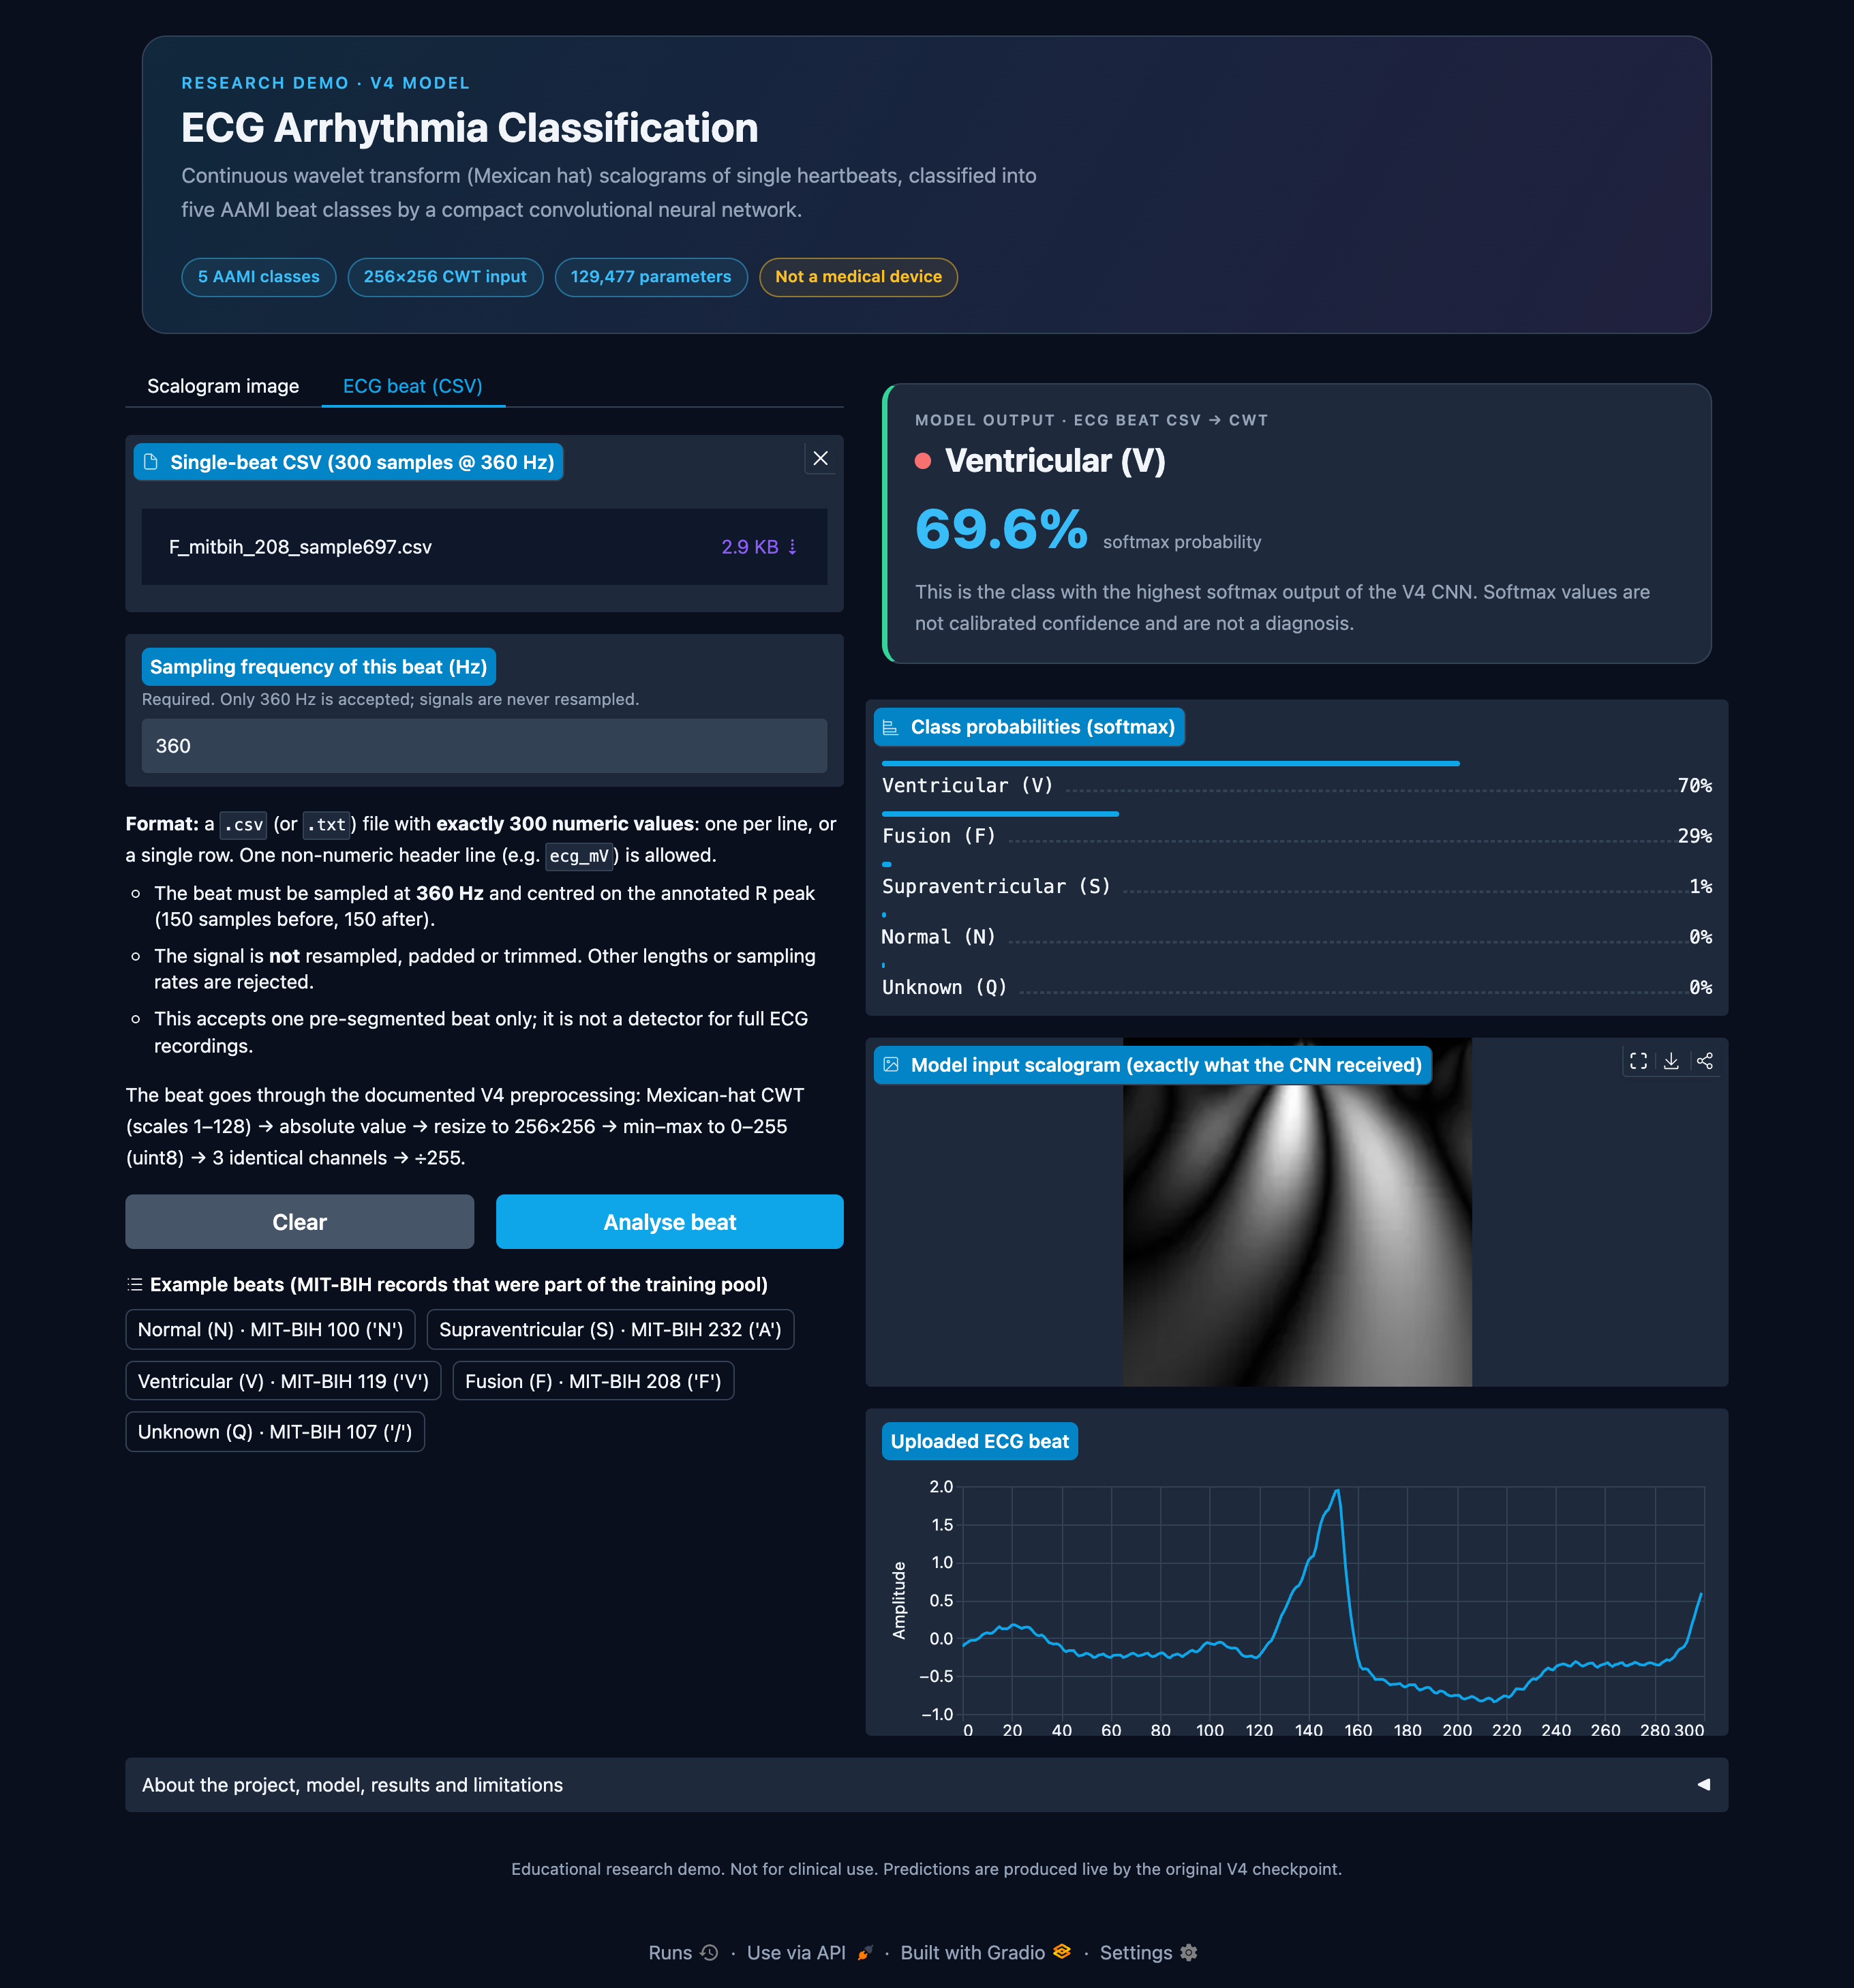 RESEARCH DEMO · V4 MODEL
ECG Arrhythmia Classification
Continuous wavelet transform (Mexican hat) scalograms of single heartbeats, classified into
five AAMI beat classes by a compact convolutional neural network.
5 AAMI classes
256×256 CWT input
129,477 parameters
Not a medical device
Scalogram image
ECG beat (CSV)
Single-beat CSV (300 samples @ 360 Hz)
F_mitbih_208_sample697.csv
2.9 KB ⇣
Sampling frequency of this beat (Hz)
Required. Only 360 Hz is accepted; signals are never resampled.
360
Format: a .csv (or .txt) file with exactly 300 numeric values: one per line, or
a single row. One non-numeric header line (e.g. ecg_mV) is allowed.
The beat must be sampled at 360 Hz and centred on the annotated R peak
(150 samples before, 150 after).
The signal is not resampled, padded or trimmed. Other lengths or sampling
rates are rejected.
This accepts one pre-segmented beat only; it is not a detector for full ECG
recordings.
The beat goes through the documented V4 preprocessing: Mexican-hat CWT
(scales 1–128) → absolute value → resize to 256×256 → min–max to 0–255
(uint8) → 3 identical channels → ÷255.
Clear
Analyse beat
Example beats (MIT-BIH records that were part of the training pool)
Normal (N) · MIT-BIH 100 ('N')
Supraventricular (S) · MIT-BIH 232 ('A')
Ventricular (V) · MIT-BIH 119 ('V')
Fusion (F) · MIT-BIH 208 ('F')
Unknown (Q) · MIT-BIH 107 ('/')
MODEL OUTPUT · ECG BEAT CSV → CWT
Ventricular (V)
69.6% softmax probability
This is the class with the highest softmax output of the V4 CNN. Softmax values are
not calibrated confidence and are not a diagnosis.
Class probabilities (softmax)
Ventricular (V) 70%
Fusion (F) 29%
Supraventricular (S) 1%
Normal (N) 0%
Unknown (Q) 0%
Model input scalogram (exactly what the CNN received)
Uploaded ECG beat
Amplitude
2.0
1.5
1.0
0.5
0.0
−0.5
−1.0
0 20 40 60 80 100 120 140 160 180 200 220 240 260 280 300
About the project, model, results and limitations
Educational research demo. Not for clinical use. Predictions are produced live by the original V4 checkpoint.
Runs · Use via API · Built with Gradio · Settings